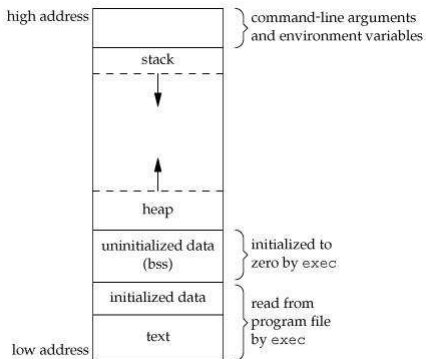 high address
command-line arguments
and environment variables
stack
heap
uninitialized data
(bss)
initialized to
zero by exec
initialized data
read from
program file
by exec
text
low address